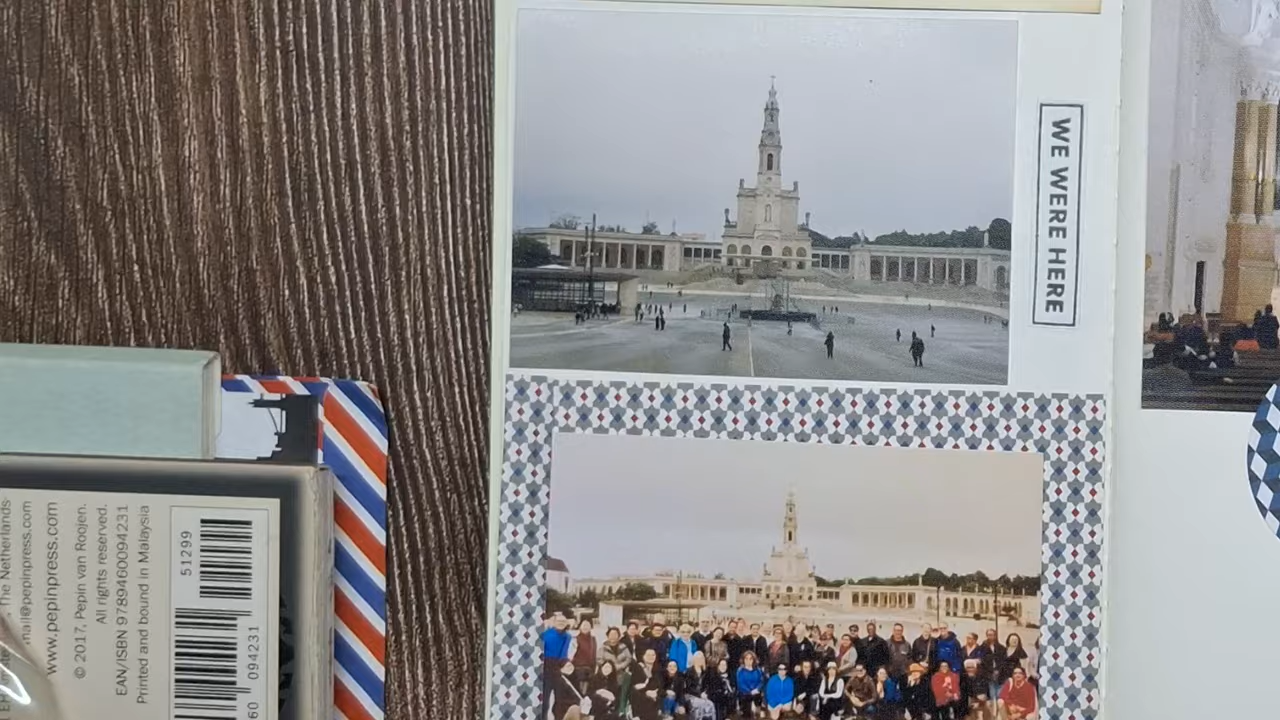 WE WERE HERE
The Netherlands
mail@pepinpress.com
www.pepinpress.com
© 2017, Pepin van Roojen.
All rights reserved.
EAN/ISBN 9789460094231
Printed and bound in Malaysia
51299
60 094231